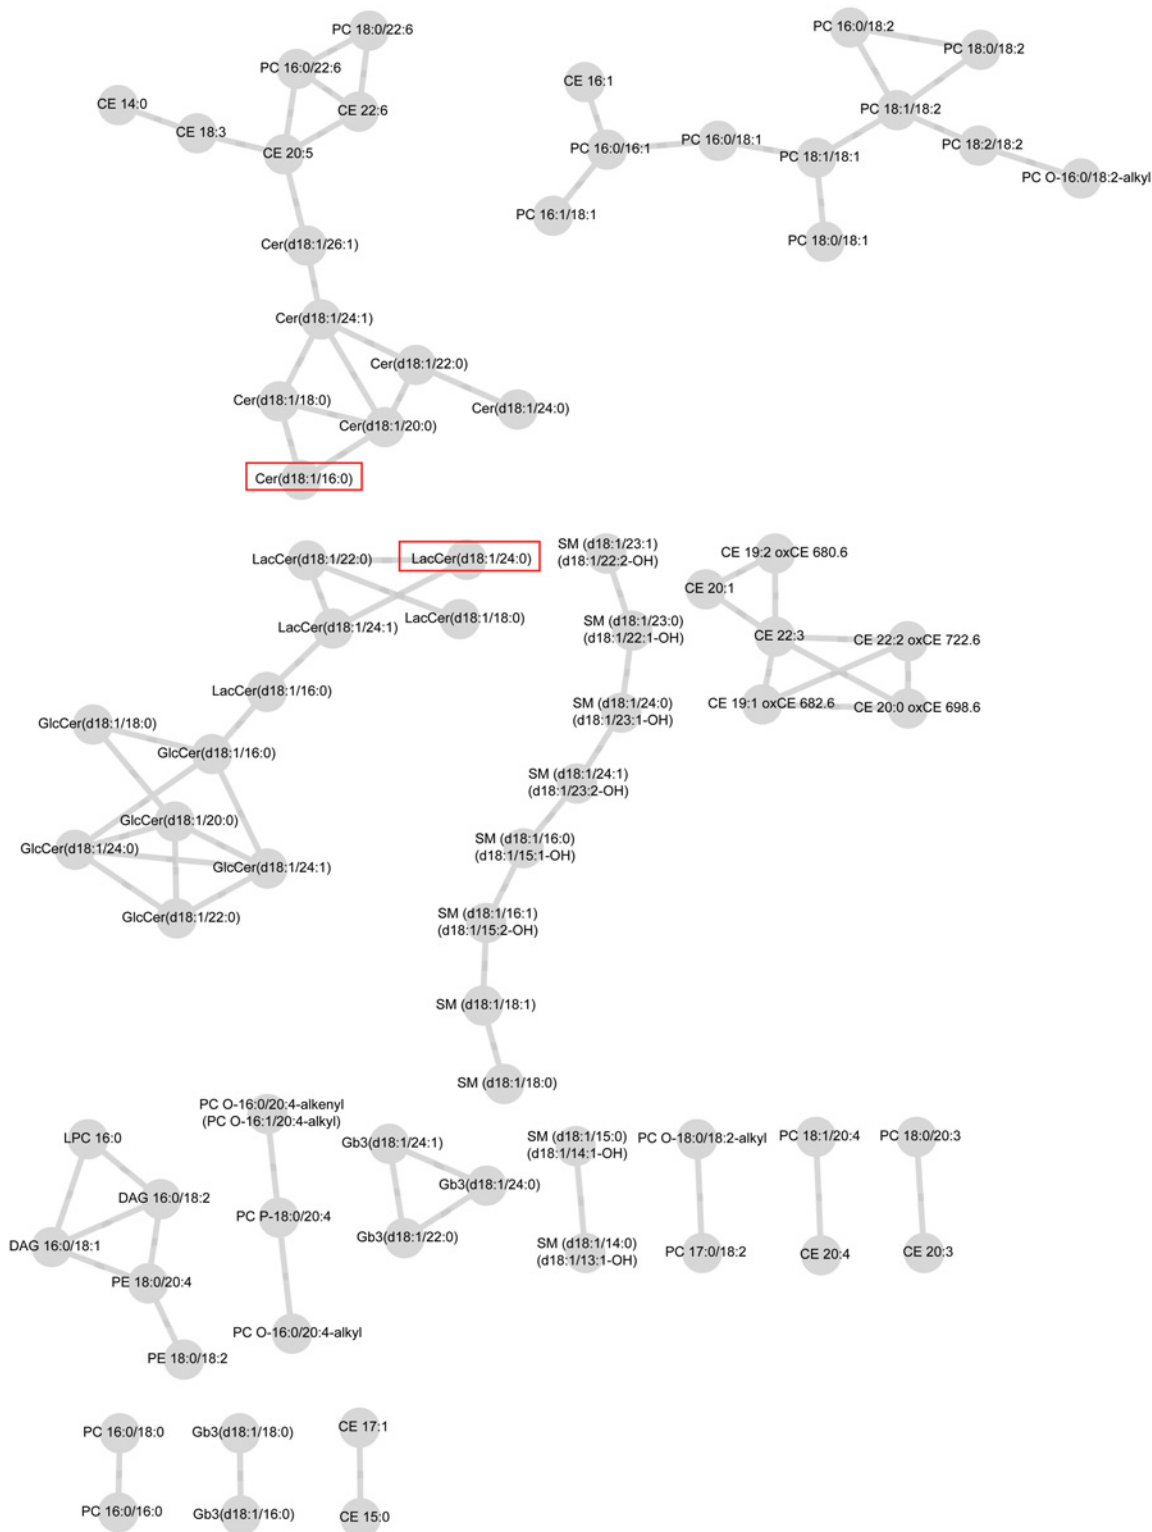 PC 18:0/22:6
PC 16:0/22:6
CE 14:0
CE 22:6
CE 18:3
CE 20:5
Cer(d18:1/26:1)
Cer(d18:1/24:1)
Cer(d18:1/22:0)
Cer(d18:1/18:0)
Cer(d18:1/24:0)
Cer(d18:1/20:0)
Cer(d18:1/16:0)
PC 16:0/18:2
PC 18:0/18:2
CE 16:1
PC 18:1/18:2
PC 16:0/18:1
PC 18:2/18:2
PC 16:0/16:1
PC 18:1/18:1
PC O-16:0/18:2-alkyl
PC 16:1/18:1
PC 18:0/18:1
LacCer(d18:1/22:0)
LacCer(d18:1/24:0)
LacCer(d18:1/18:0)
LacCer(d18:1/24:1)
LacCer(d18:1/16:0)
GlcCer(d18:1/18:0)
GlcCer(d18:1/16:0)
GlcCer(d18:1/20:0)
GlcCer(d18:1/24:0)
GlcCer(d18:1/24:1)
GlcCer(d18:1/22:0)
SM (d18:1/23:1)
(d18:1/22:2-OH)
SM (d18:1/23:0)
(d18:1/22:1-OH)
SM (d18:1/24:0)
(d18:1/23:1-OH)
SM (d18:1/24:1)
(d18:1/23:2-OH)
SM (d18:1/16:0)
(d18:1/15:1-OH)
SM (d18:1/16:1)
(d18:1/15:2-OH)
SM (d18:1/18:1)
SM (d18:1/18:0)
CE 19:2 oxCE 680.6
CE 20:1
CE 22:3
CE 22:2 oxCE 722.6
CE 19:1 oxCE 682.6
CE 20:0 oxCE 698.6
LPC 16:0
DAG 16:0/18:2
DAG 16:0/18:1
PE 18:0/20:4
PE 18:0/18:2
PC O-16:0/20:4-alkenyl
(PC O-16:1/20:4-alkyl)
PC P-18:0/20:4
PC O-16:0/20:4-alkyl
Gb3(d18:1/24:1)
Gb3(d18:1/24:0)
Gb3(d18:1/22:0)
SM (d18:1/15:0)
(d18:1/14:1-OH)
SM (d18:1/14:0)
(d18:1/13:1-OH)
PC O-18:0/18:2-alkyl
PC 17:0/18:2
PC 18:1/20:4
CE 20:4
PC 18:0/20:3
CE 20:3
PC 16:0/18:0
PC 16:0/16:0
Gb3(d18:1/18:0)
Gb3(d18:1/16:0)
CE 17:1
CE 15:0